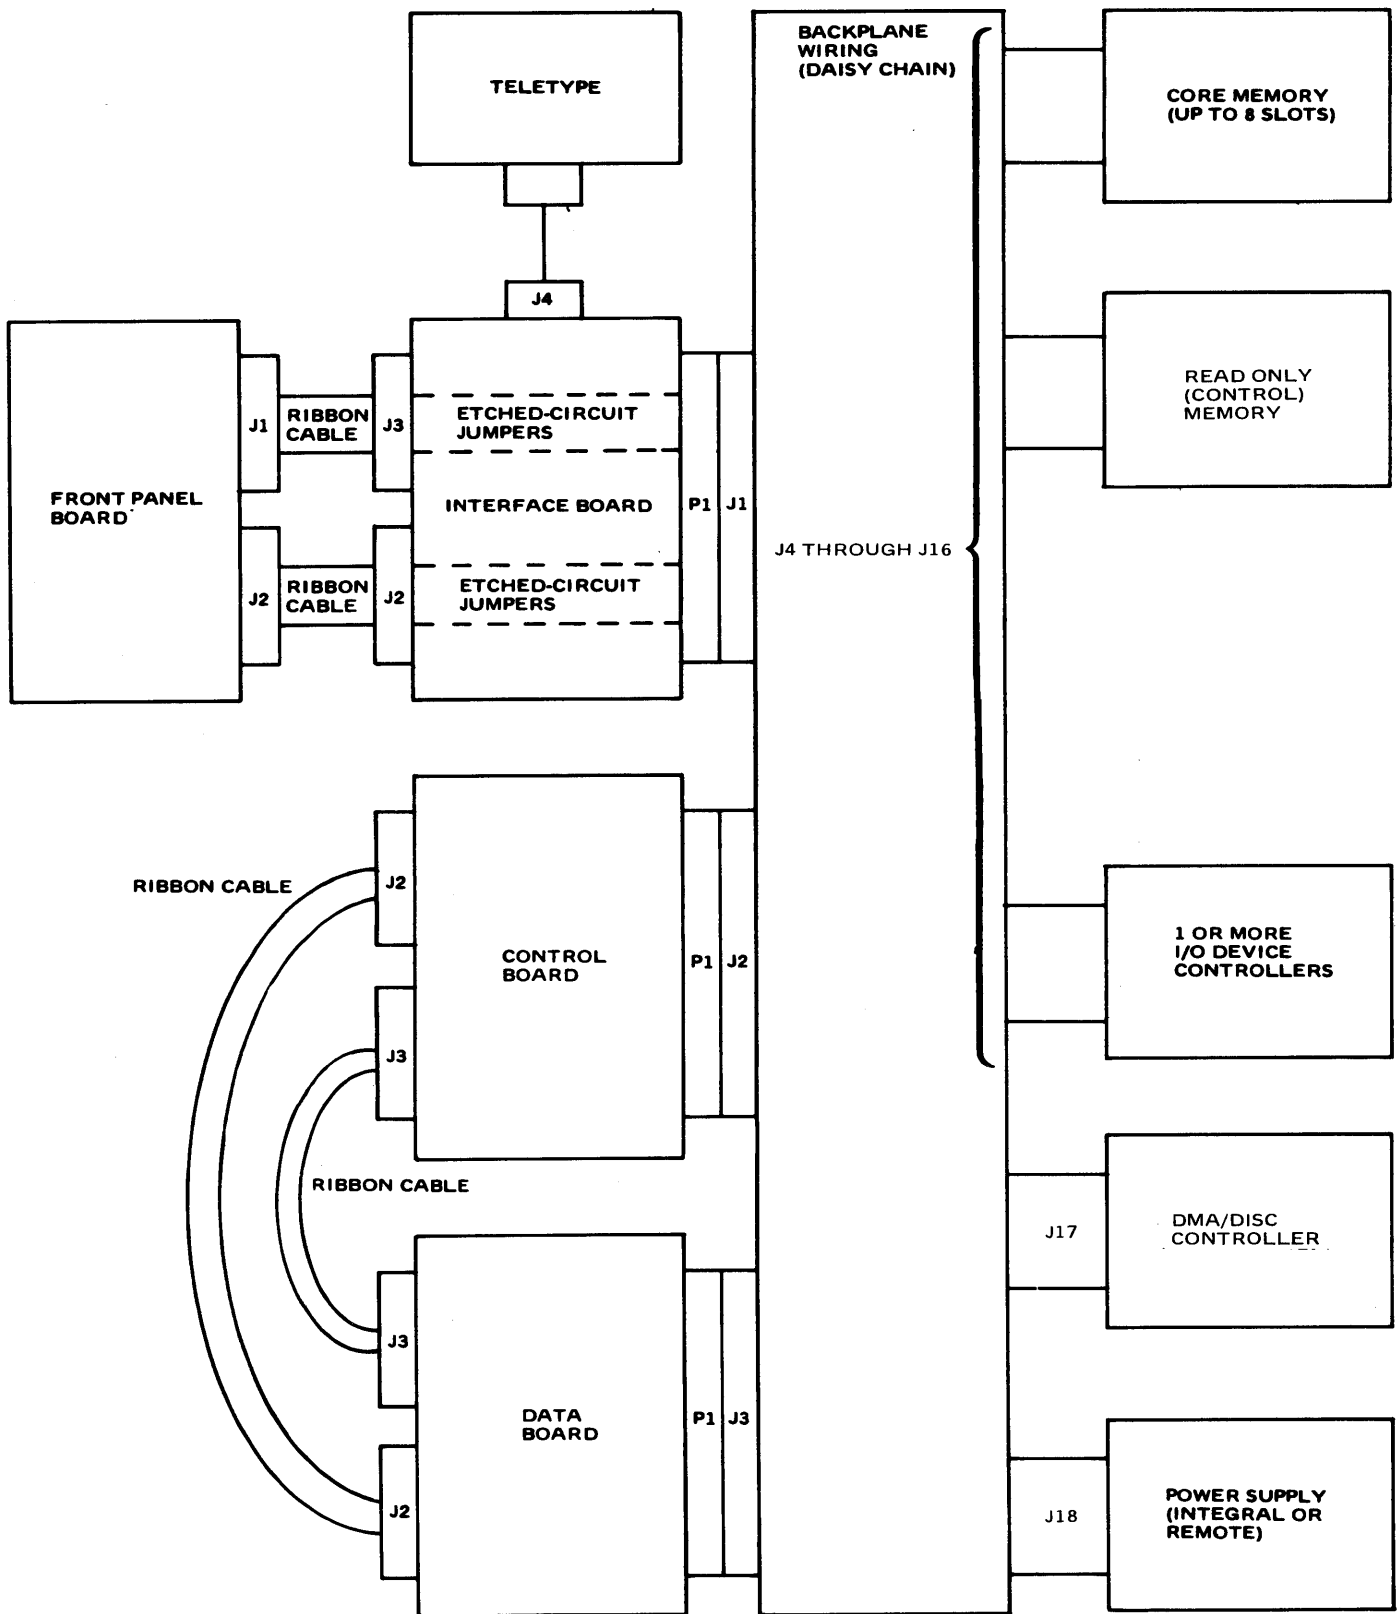 TELETYPE
BACKPLANE
WIRING
(DAISY CHAIN)
CORE MEMORY
(UP TO 8 SLOTS)
J4
READ ONLY
(CONTROL)
MEMORY
FRONT PANEL
BOARD
J1
RIBBON
CABLE
J3
ETCHED-CIRCUIT
JUMPERS
INTERFACE BOARD
P1
J1
J4 THROUGH J16
J2
RIBBON
CABLE
J2
ETCHED-CIRCUIT
JUMPERS
RIBBON CABLE
J2
CONTROL
BOARD
P1
J2
1 OR MORE
I/O DEVICE
CONTROLLERS
J3
RIBBON CABLE
J17
DMA/DISC
CONTROLLER
J3
DATA
BOARD
P1
J3
J2
J18
POWER SUPPLY
(INTEGRAL OR
REMOTE)